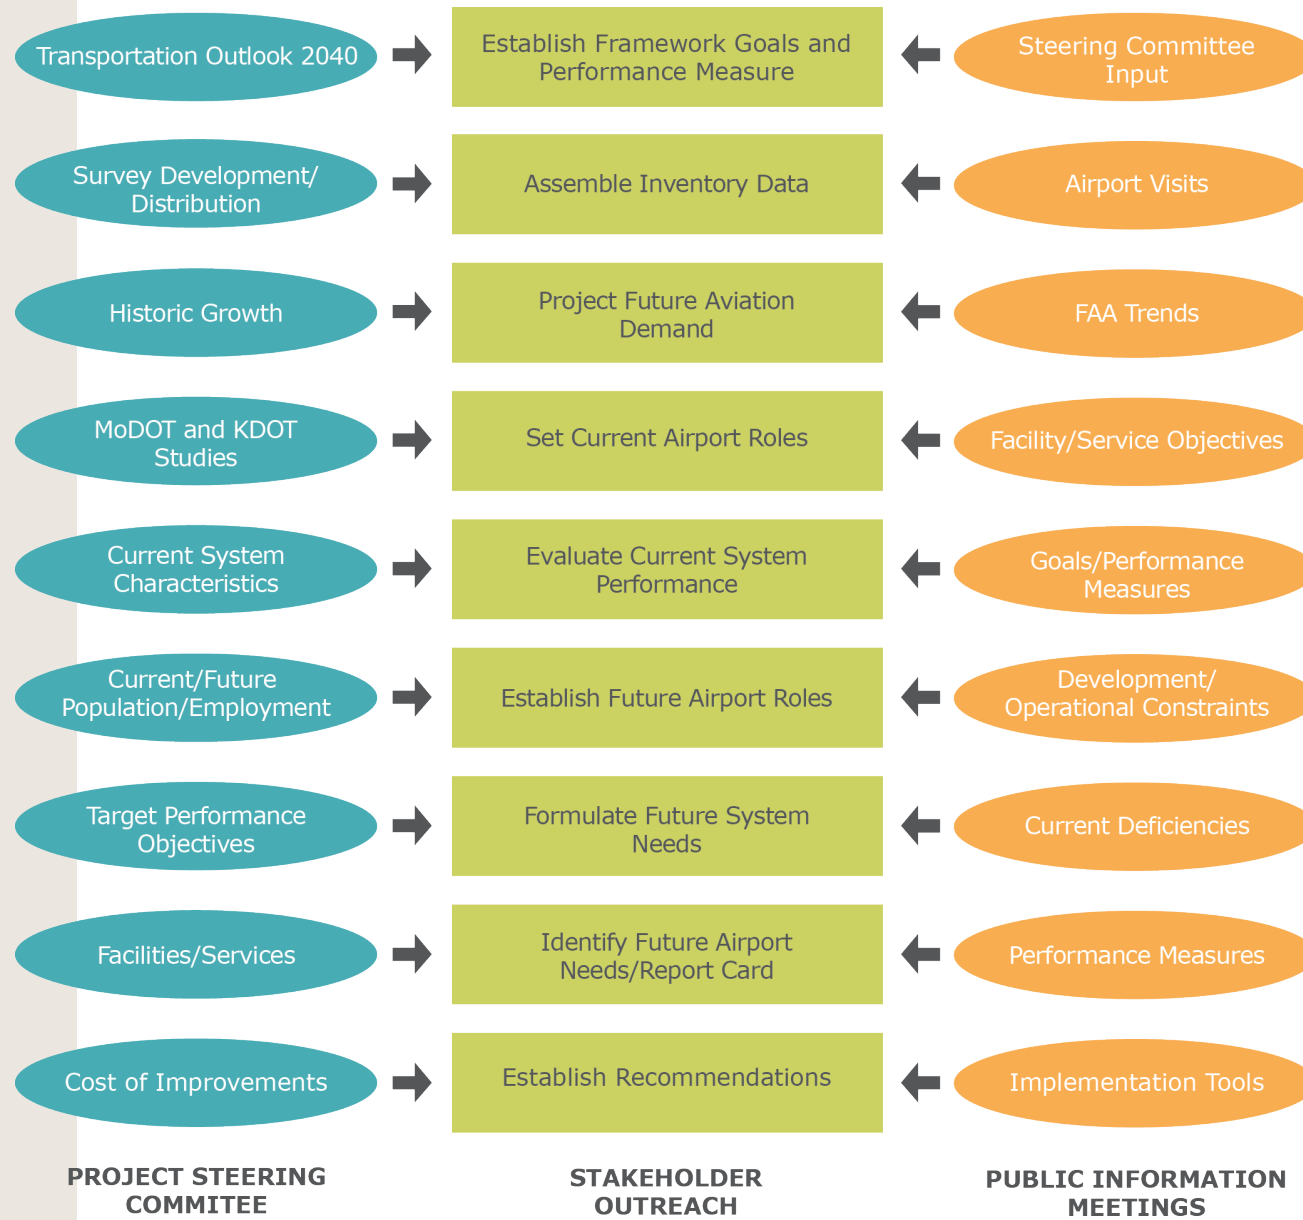 Transportation Outlook 2040
Establish Framework Goals and
Performance Measure
Steering Committee
Input
Survey Development/
Distribution
Assemble Inventory Data
Airport Visits
Historic Growth
Project Future Aviation
Demand
FAA Trends
MoDOT and KDOT
Studies
Set Current Airport Roles
Facility/Service Objectives
Current System
Characteristics
Evaluate Current System
Performance
Goals/Performance
Measures
Current/Future
Population/Employment
Establish Future Airport Roles
Development/
Operational Constraints
Target Performance
Objectives
Formulate Future System
Needs
Current Deficiencies
Facilities/Services
Identify Future Airport
Needs/Report Card
Performance Measures
Cost of Improvements
Establish Recommendations
Implementation Tools
PROJECT STEERING
COMMITEE
STAKEHOLDER
OUTREACH
PUBLIC INFORMATION
MEETINGS